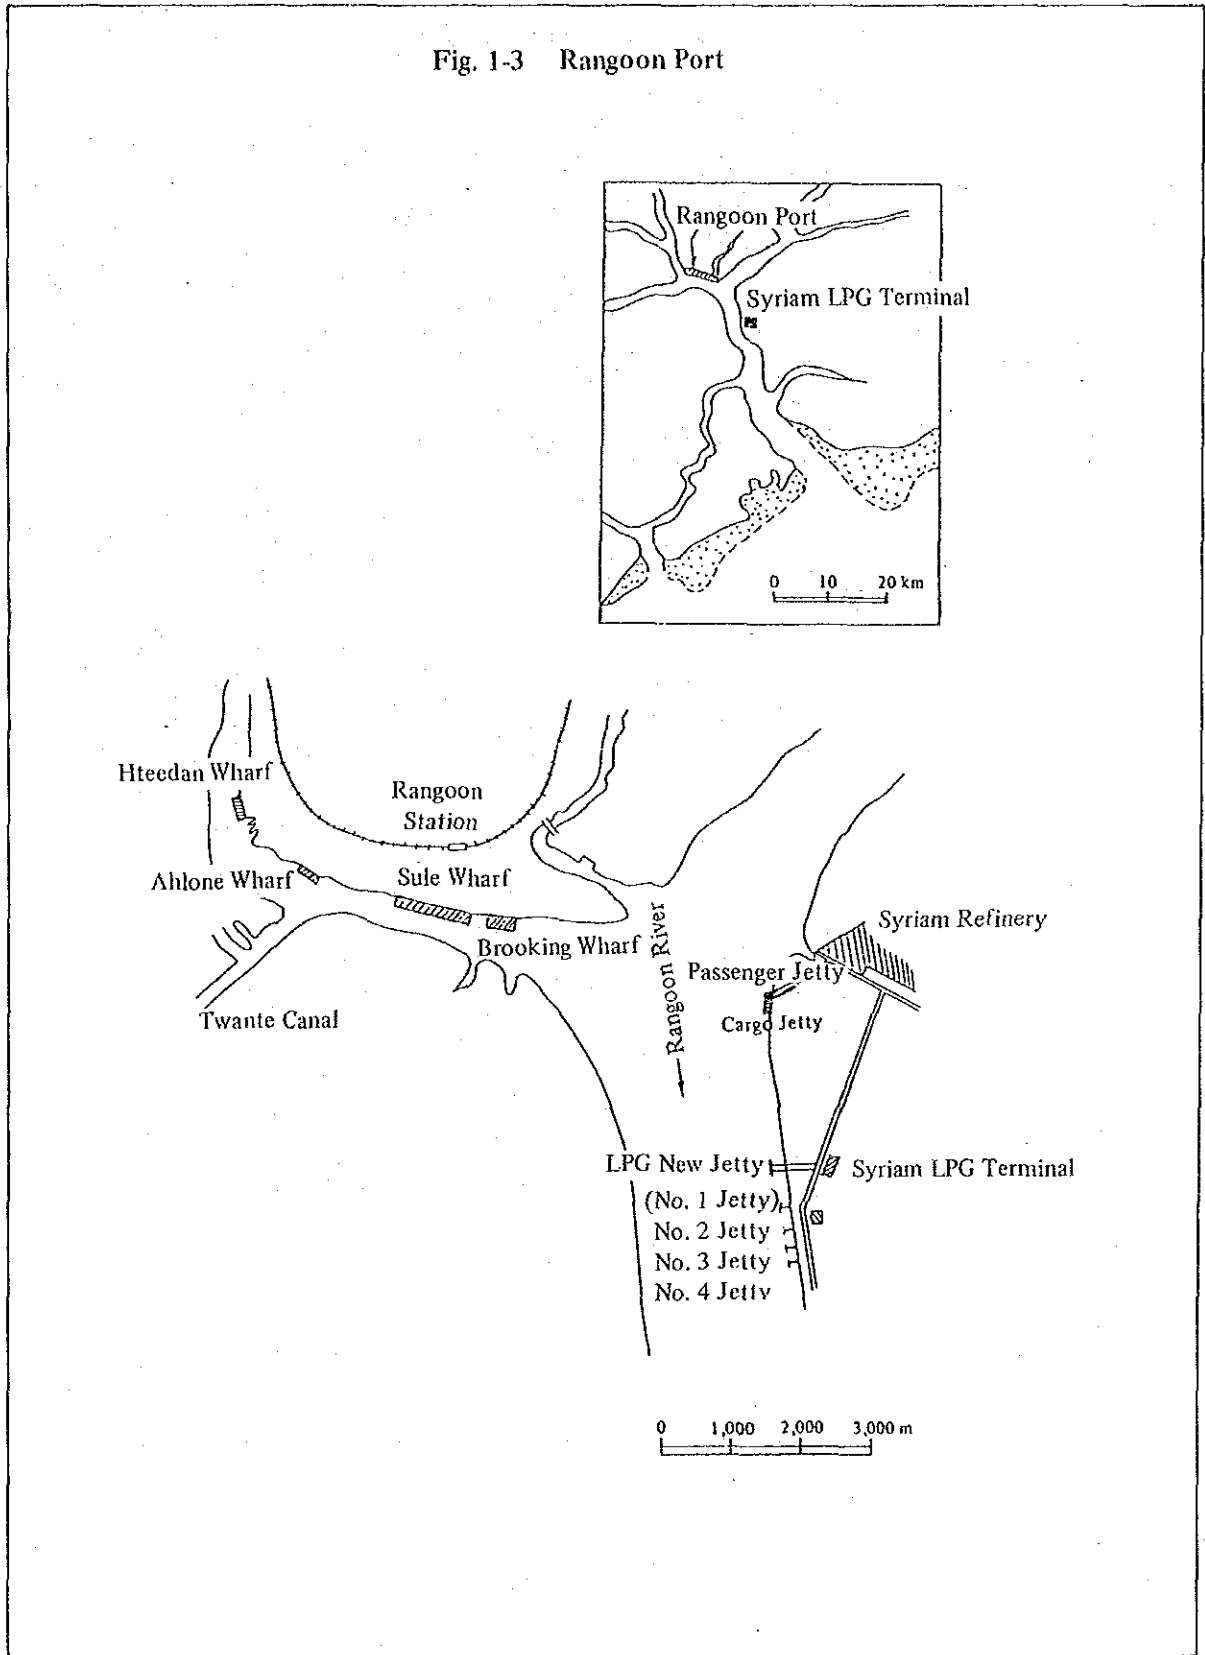 Fig. 1-3 Rangoon Port
Rangoon Port
Syriam LPG Terminal
0 10 20 km
Hteedan Wharf
Rangoon
Station
Ahlone Wharf
Sule Wharf
Brooking Wharf
Twante Canal
Rangoon River
Syriam Refinery
Passenger Jetty
Cargo Jetty
LPG New Jetty
Syriam LPG Terminal
(No. 1 Jetty)
No. 2 Jetty
No. 3 Jetty
No. 4 Jetty
0 1,000 2,000 3,000 m